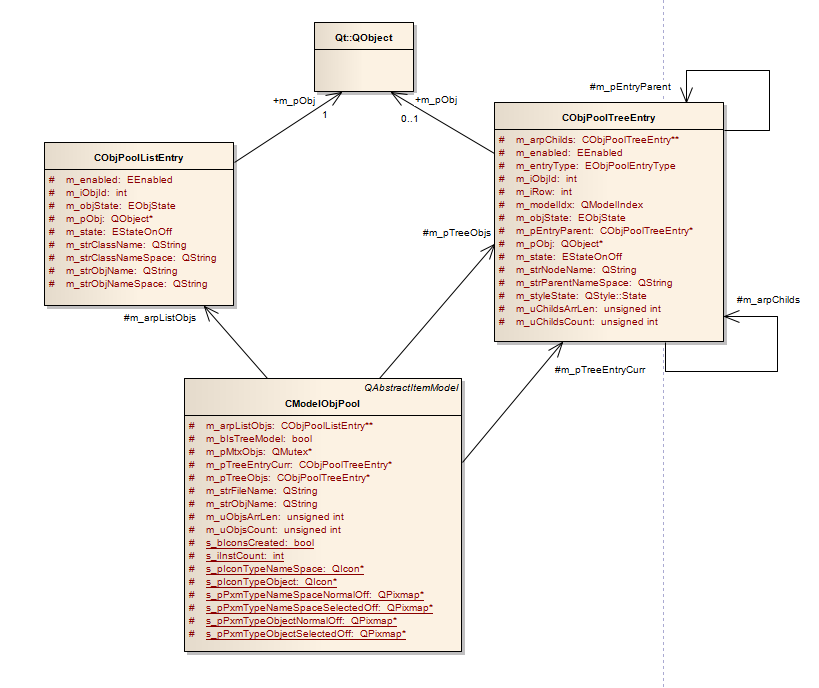 Qt::QObject
+m_pObj
1
+m_pObj
0..1
#m_pEntryParent
CObjPoolListEntry
# m_enabled: EEnabled
# m_iObjId: int
# m_objState: EObjState
# m_pObj: QObject*
# m_state: EStateOnOff
# m_strClassName: QString
# m_strClassNameSpace: QString
# m_strObjName: QString
# m_strObjNameSpace: QString
CObjPoolTreeEntry
# m_arpChilds: CObjPoolTreeEntry**
# m_enabled: EEnabled
# m_entryType: EObjPoolEntryType
# m_iObjId: int
# m_iRow: int
# m_modelIdx: QModelIndex
# m_objState: EObjState
# m_pEntryParent: CObjPoolTreeEntry*
# m_pObj: QObject*
# m_state: EStateOnOff
# m_strNodeName: QString
# m_strParentNameSpace: QString
# m_styleState: QStyle::State
# m_uChildsArrLen: unsigned int
# m_uChildsCount: unsigned int
#m_pTreeObjs
#m_arpChilds
#m_arpListObjs
#m_pTreeEntryCurr
QAbstractItemModel
CModelObjPool
# m_arpListObjs: CObjPoolListEntry**
# m_bIsTreeModel: bool
# m_pMtxObjs: QMutex*
# m_pTreeEntryCurr: CObjPoolTreeEntry*
# m_pTreeObjs: CObjPoolTreeEntry*
# m_strFileName: QString
# m_strObjName: QString
# m_uObjsArrLen: unsigned int
# m_uObjsCount: unsigned int
# s_bIconsCreated: bool
# s_iInstCount: int
# s_pIconTypeNameSpace: QIcon*
# s_pIconTypeObject: QIcon*
# s_pPxmTypeNameSpaceNormalOff: QPixmap*
# s_pPxmTypeNameSpaceSelectedOff: QPixmap*
# s_pPxmTypeObjectNormalOff: QPixmap*
# s_pPxmTypeObjectSelectedOff: QPixmap*